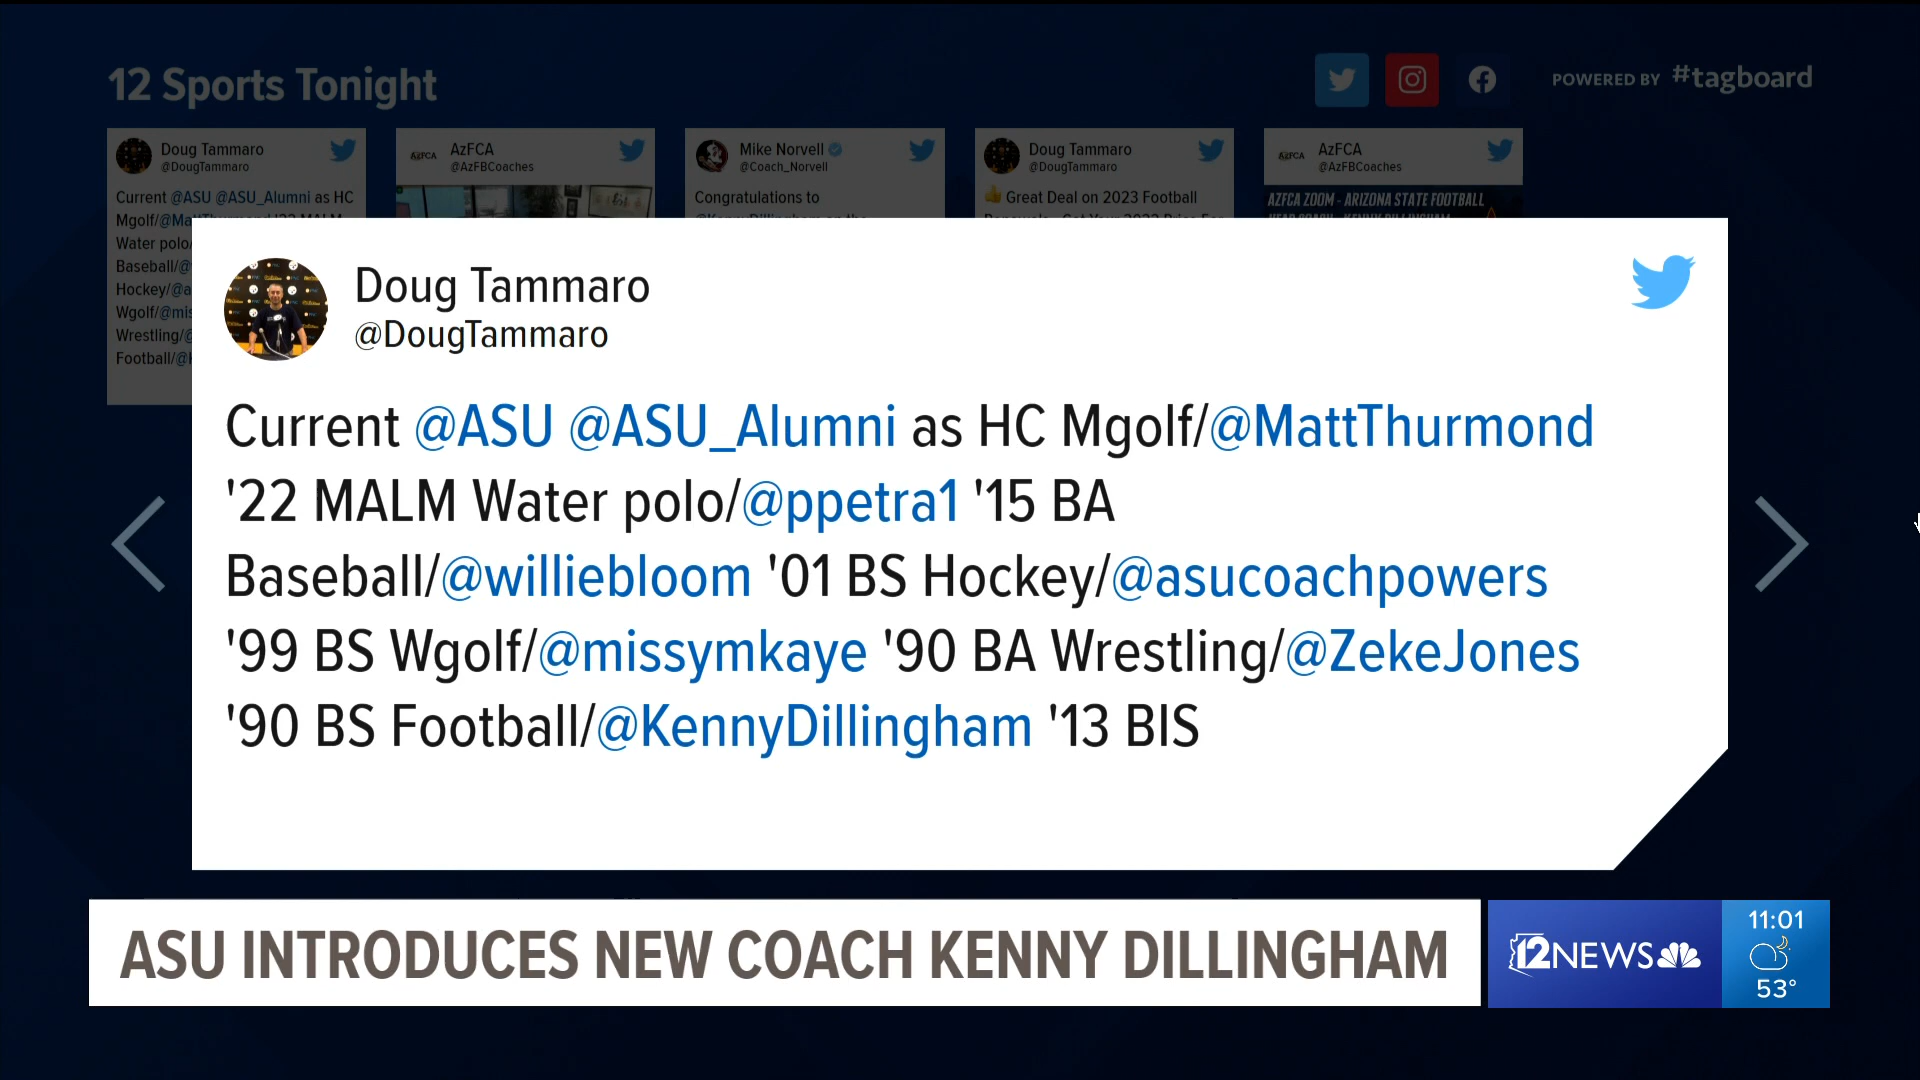 12 Sports Tonight
POWERED BY #tagboard
Doug Tammaro
@DougTammaro
Current @ASU @ASU_Alumni as HC
Water polo/
Baseball/@
Hockey/@a
Wgolf/@mis
Wrestling/
Football/@
AzFCA
AzFCA
@AzFBCoaches
Mike Norvell
@Coach_Norvell
Congratulations to
Doug Tammaro
@DougTammaro
👍 Great Deal on 2023 Football
AzFCA
AzFCA
@AzFBCoaches
AZFCA ZOOM - ARIZONA STATE FOOTBALL
Doug Tammaro
@DougTammaro
Current @ASU @ASU_Alumni as HC Mgolf/@MattThurmond
'22 MALM Water polo/@ppetra1 '15 BA
Baseball/@williebloom '01 BS Hockey/@asucoachpowers
'99 BS Wgolf/@missymkaye '90 BA Wrestling/@ZekeJones
'90 BS Football/@KennyDillingham '13 BIS
ASU INTRODUCES NEW COACH KENNY DILLINGHAM
12NEWS
11:01
53°